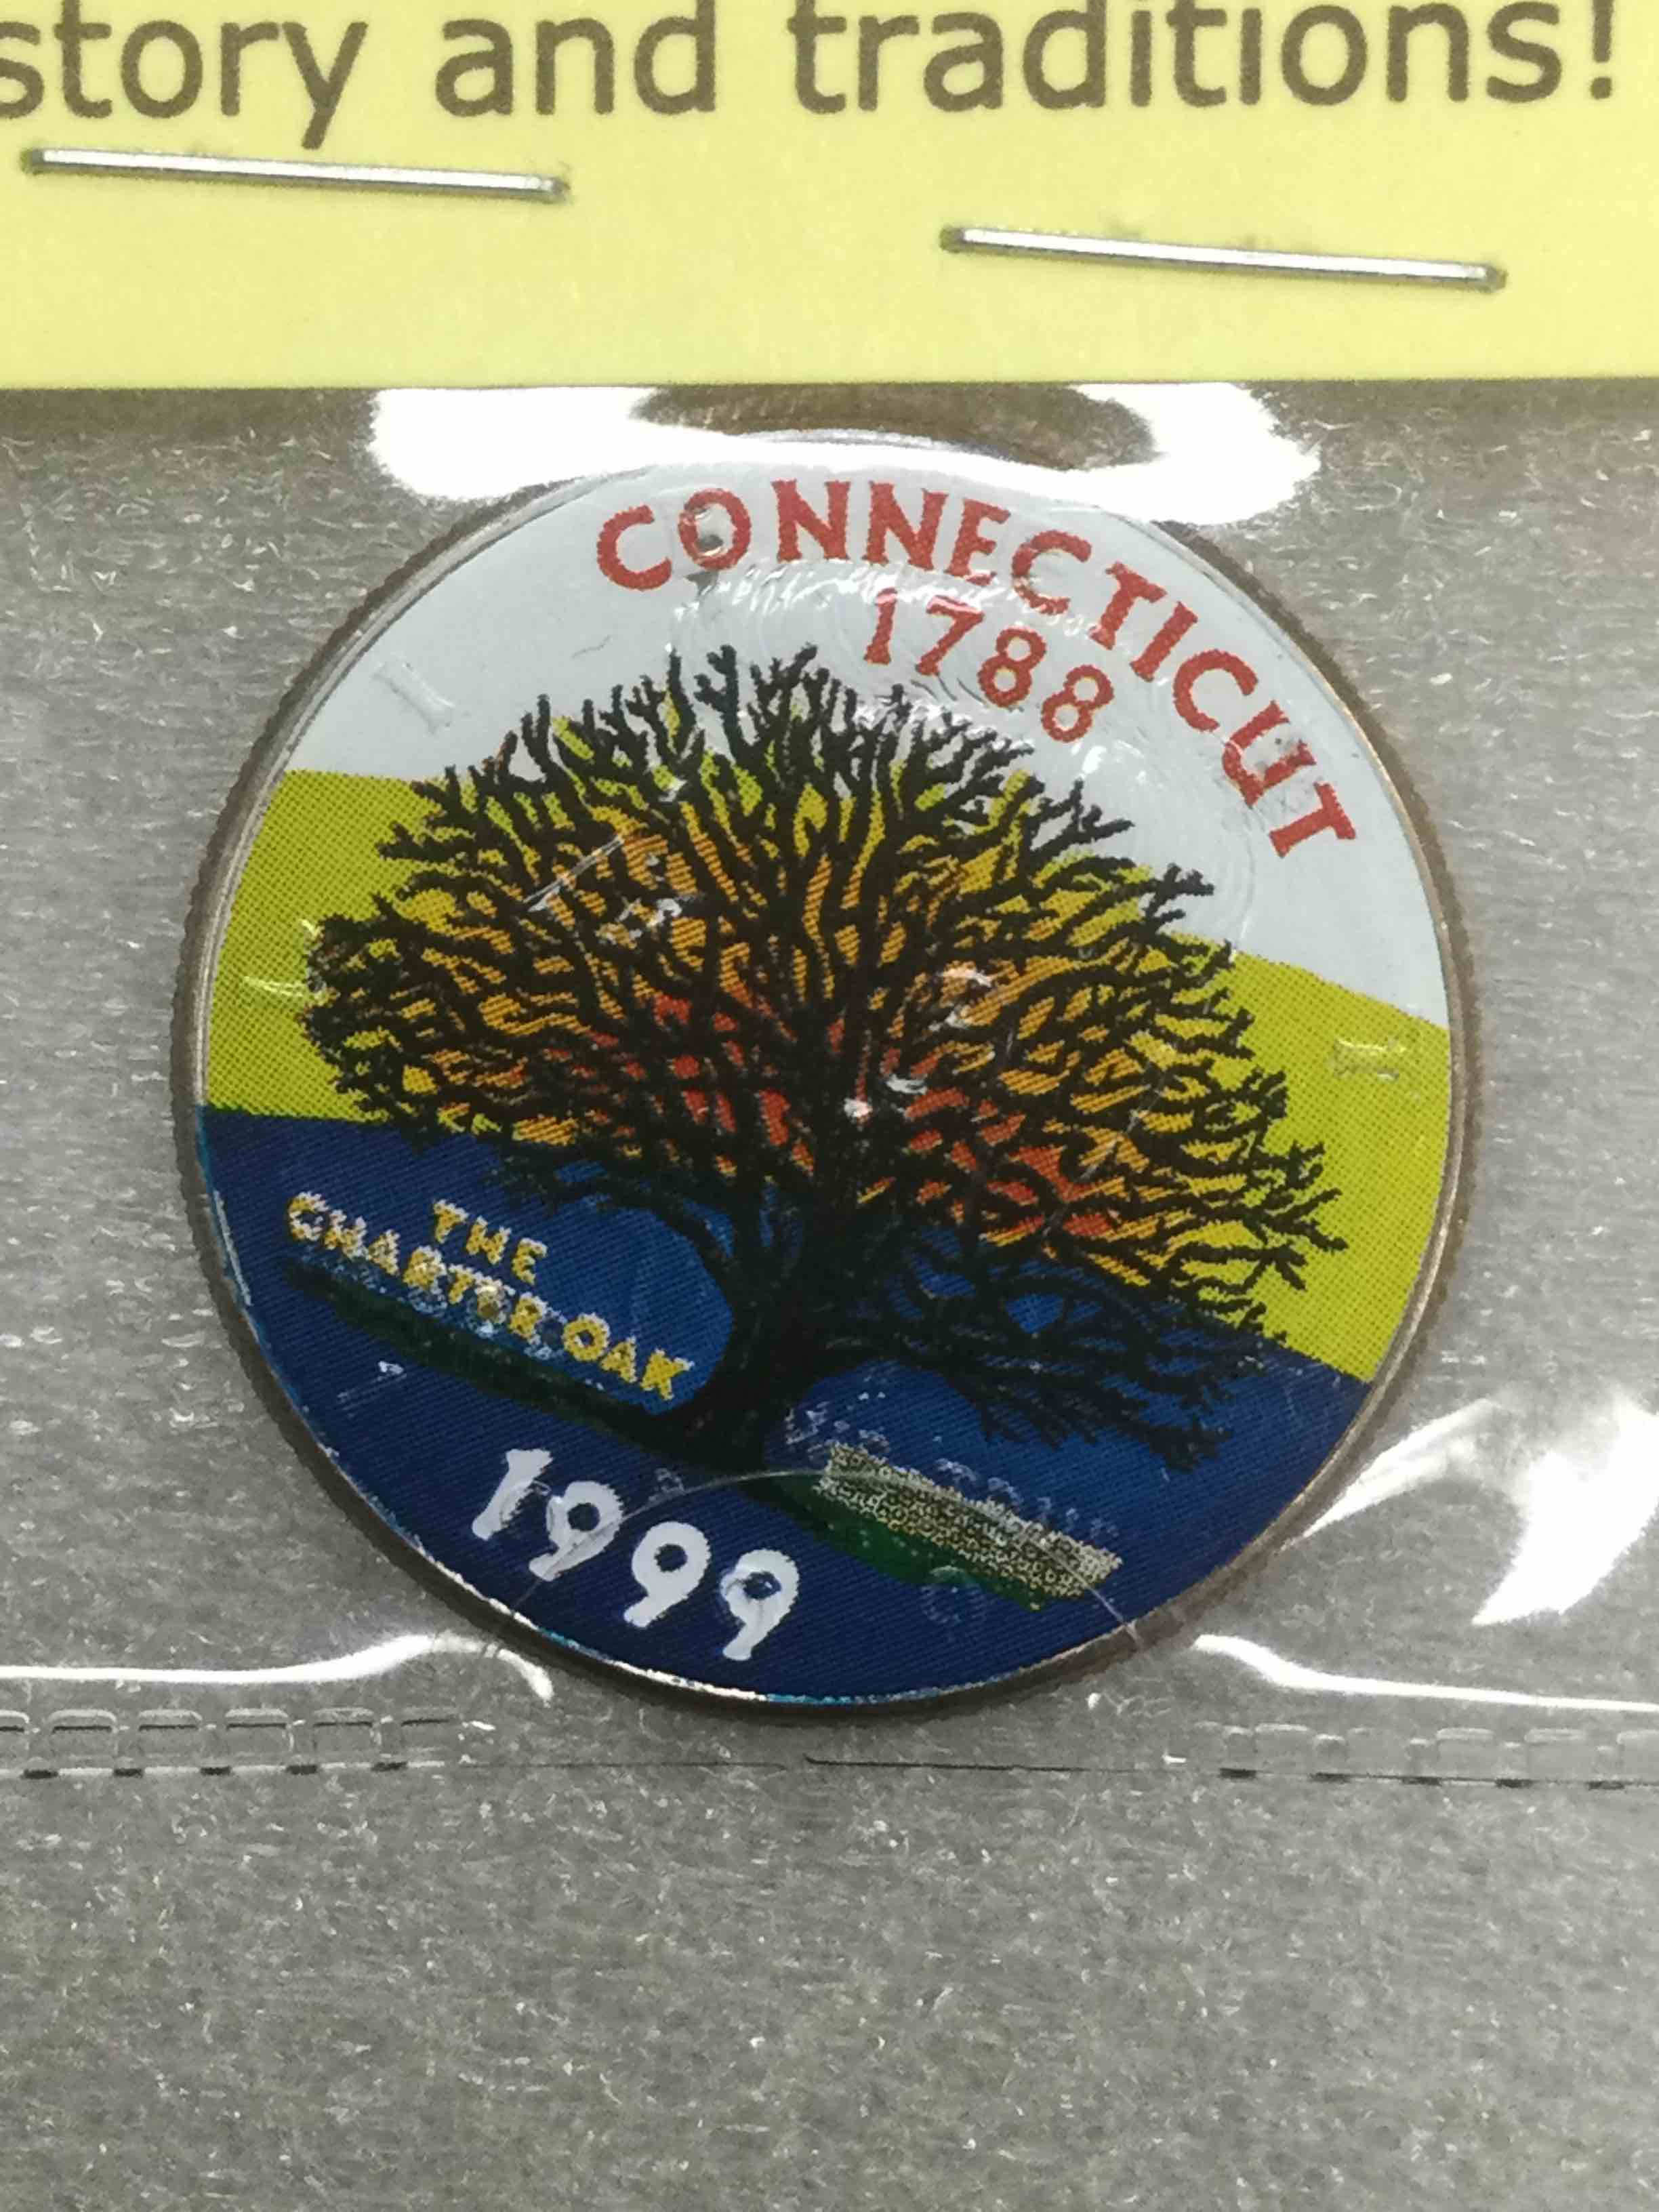 story and traditions!
CONNECTICUT
1788
THE
CHARTER OAK
1999